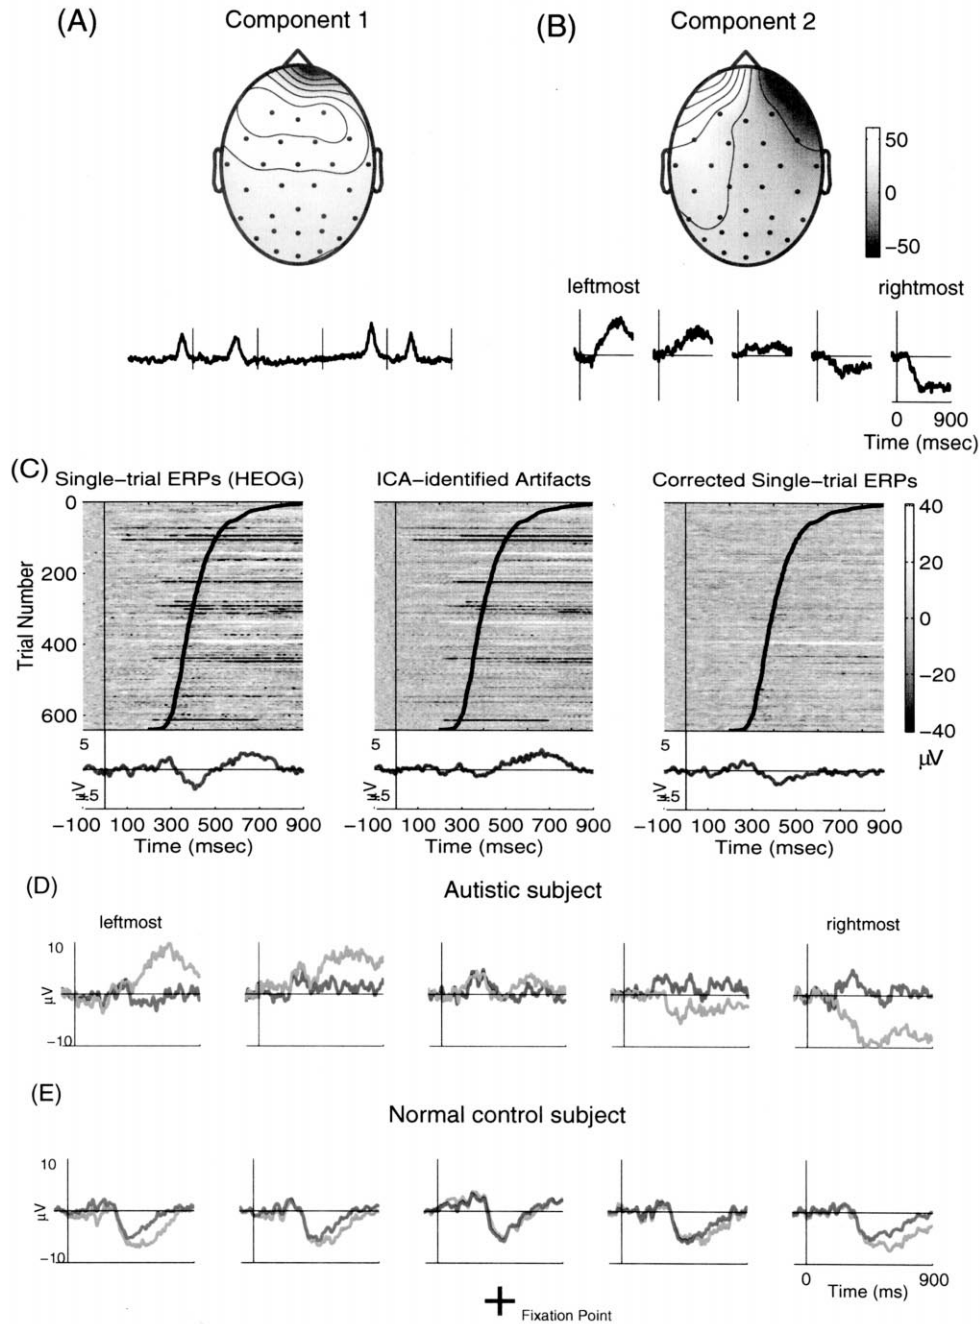 (A)
Component 1
(B)
Component 2
50
0
−50
leftmost
rightmost
0 900
Time (msec)
(C)
Single−trial ERPs (HEOG)
ICA−identified Artifacts
Corrected Single−trial ERPs
Trial Number
0
200
400
600
40
20
0
−20
−40
μV
5
μV
−5
−100 100 300 500 700 900
Time (msec)
5
μV
−5
−100 100 300 500 700 900
Time (msec)
5
μV
−5
−100 100 300 500 700 900
Time (msec)
(D)
Autistic subject
leftmost
rightmost
10
μV
−10
(E)
Normal control subject
10
μV
−10
0 900
Time (ms)
+ Fixation Point